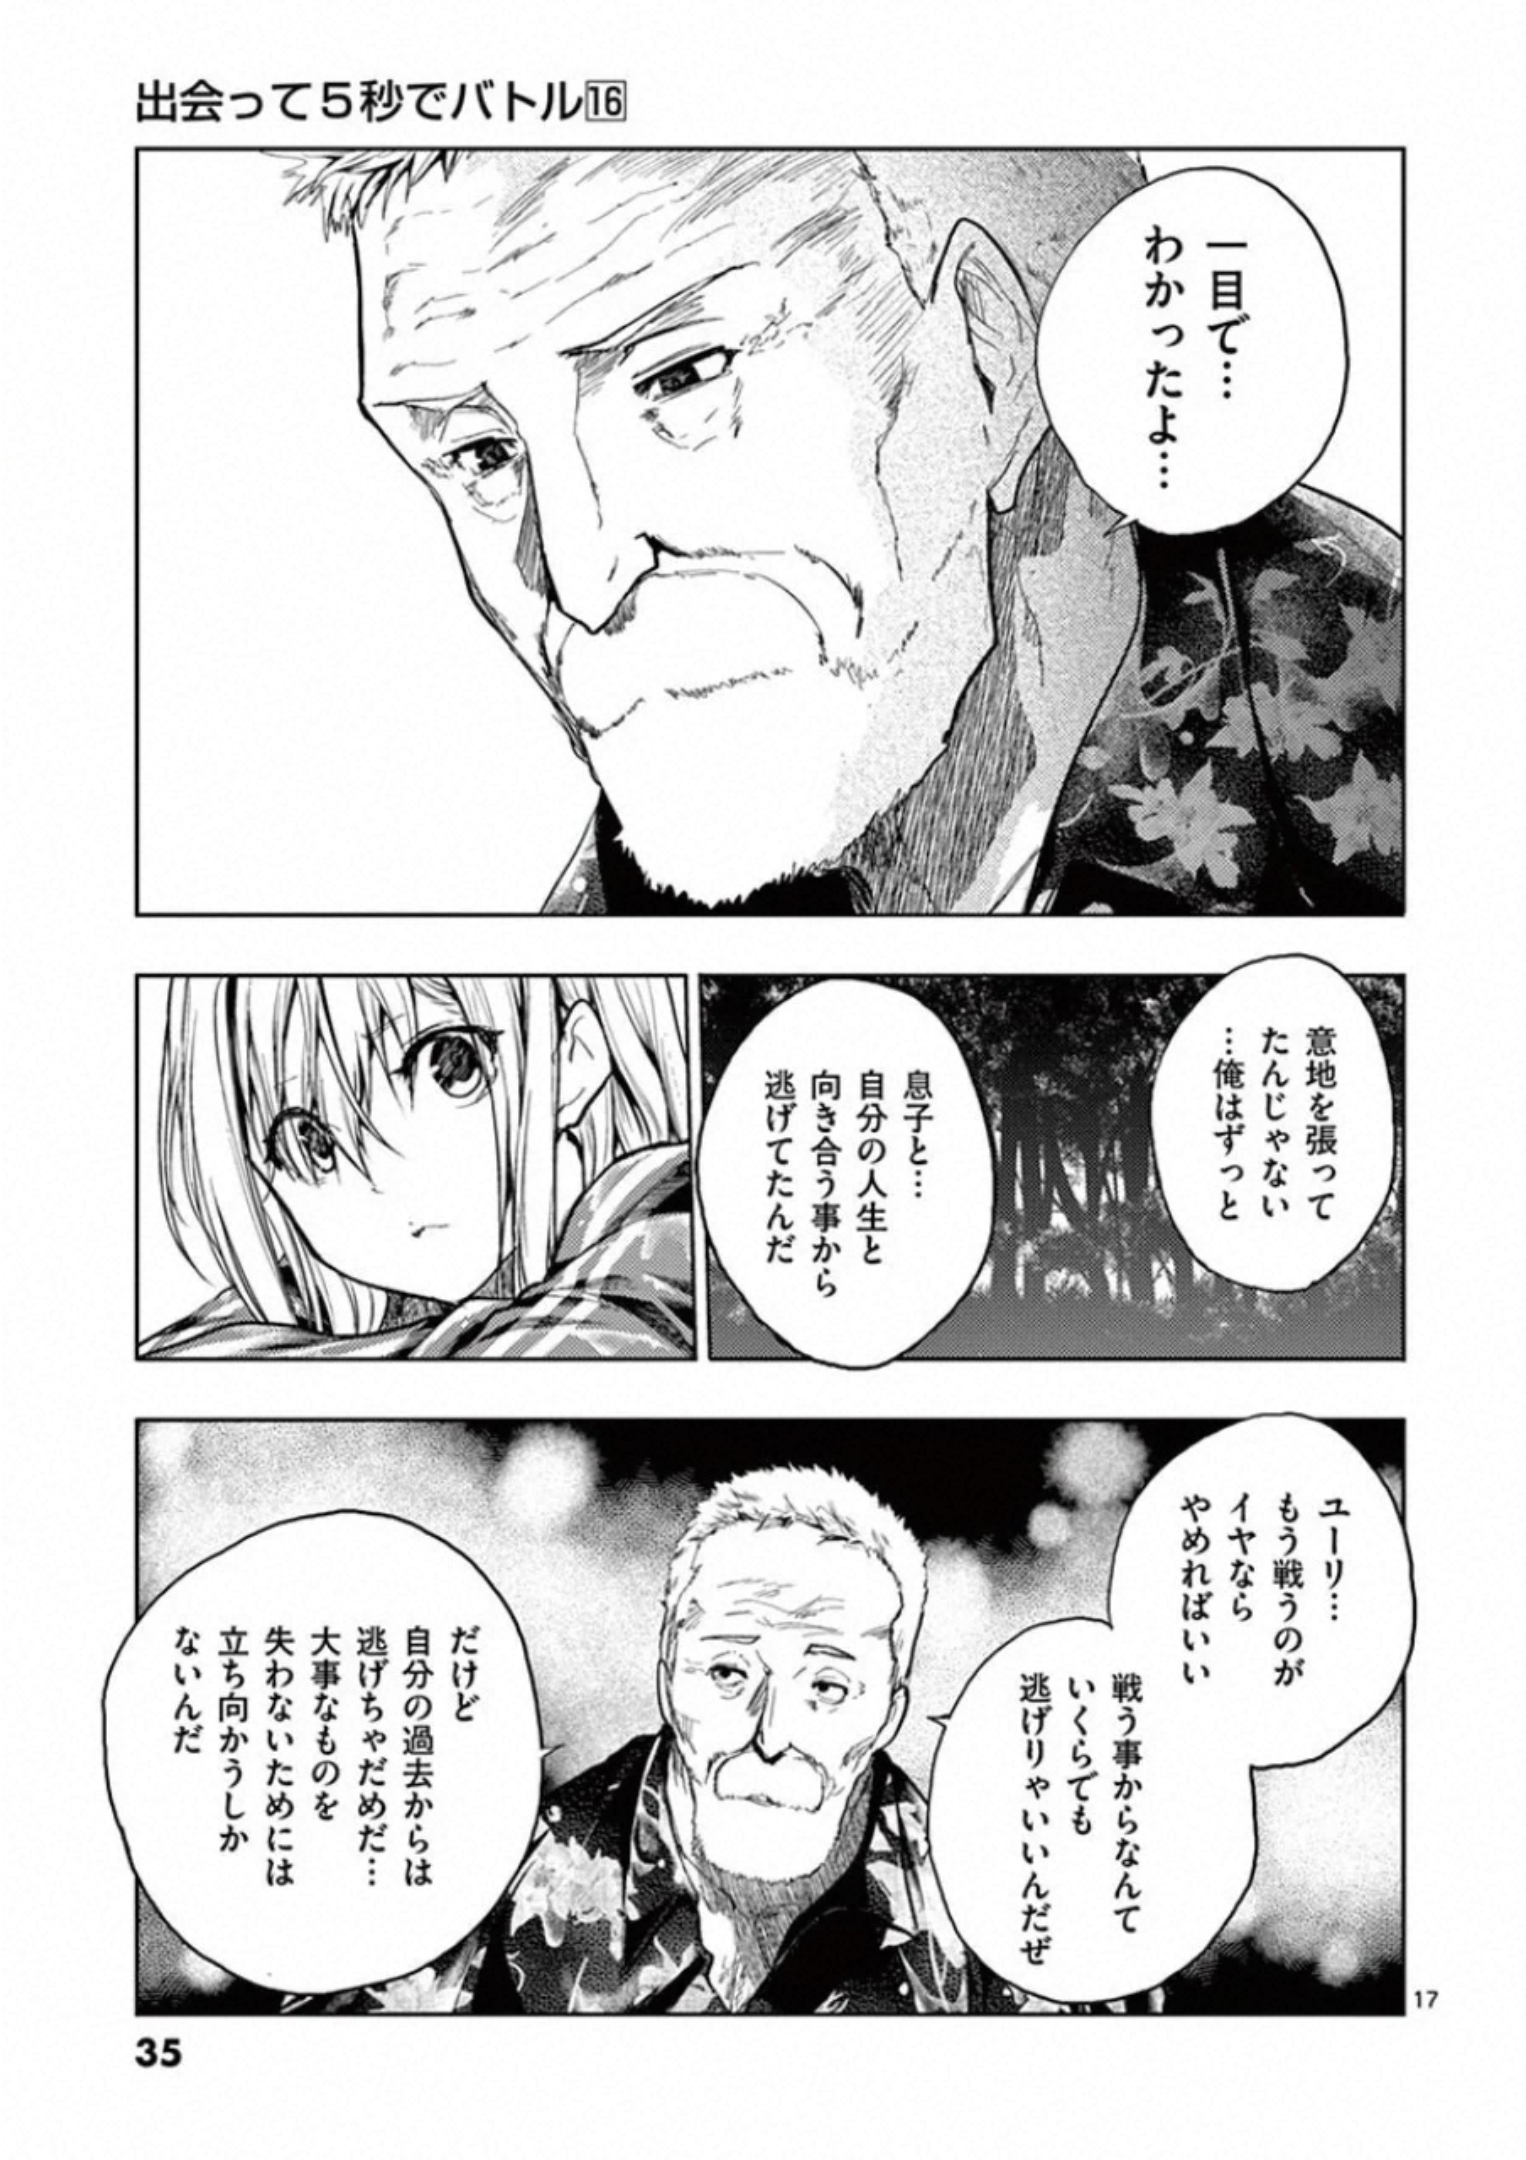 出会って5秒でバトル16
一目で…
わかったよ…
意地を張って
たんじゃない
…俺はずっと
息子と…
自分の人生と
向き合う事から
逃げてたんだ
ユーリ…
もう戦うのが
イヤなら
やめればいい
戦う事からなんて
いくらでも
逃げりゃいいんだぜ
だけど
自分の過去からは
逃げちゃだめだ…
大事なものを
失わないためには
立ち向かうしか
ないんだ
17
35